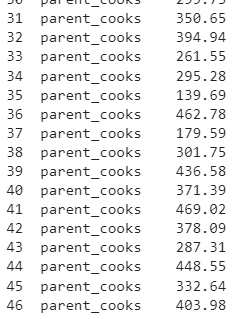 31 parent_cooks 350.65
32 parent_cooks 394.94
33 parent_cooks 261.55
34 parent_cooks 295.28
35 parent_cooks 139.69
36 parent_cooks 462.78
37 parent_cooks 179.59
38 parent_cooks 301.75
39 parent_cooks 436.58
40 parent_cooks 371.39
41 parent_cooks 469.02
42 parent_cooks 378.09
43 parent_cooks 287.31
44 parent_cooks 448.55
45 parent_cooks 332.64
46 parent_cooks 403.98